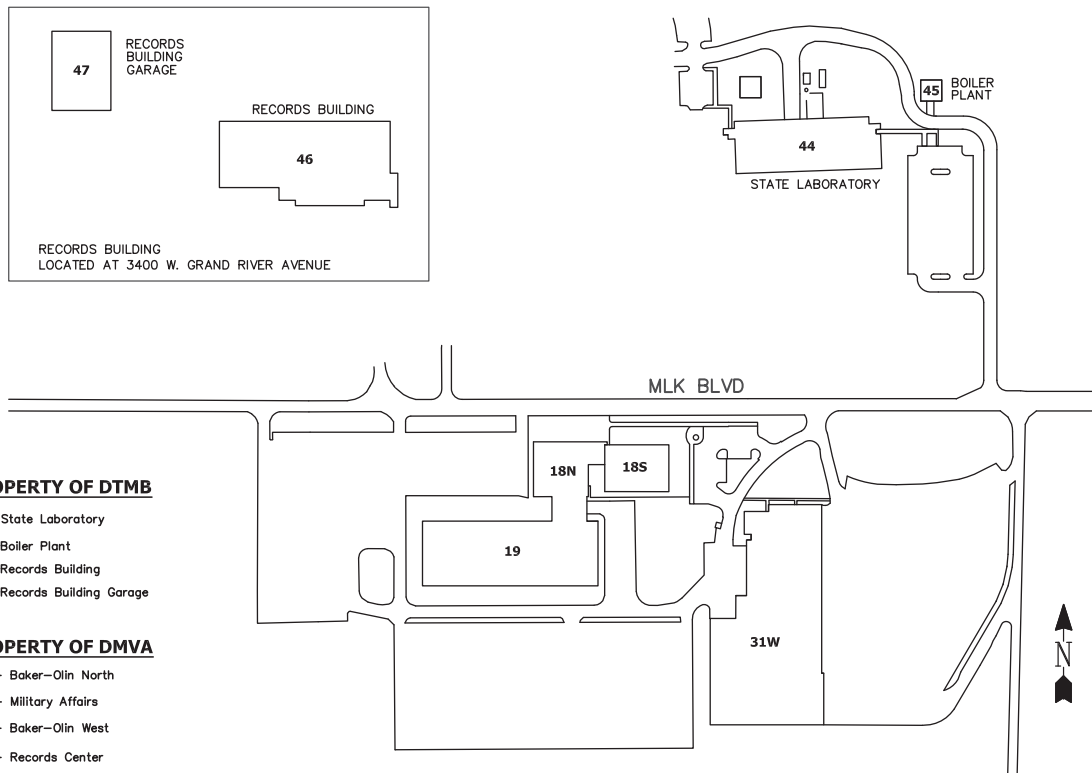 RECORDS
BUILDING
GARAGE
47
RECORDS BUILDING
46
RECORDS BUILDING
LOCATED AT 3400 W. GRAND RIVER AVENUE
45
BOILER
PLANT
44
STATE LABORATORY
MLK BLVD
18N
18S
19
31W
N
OPERTY OF DTMB
State Laboratory
Boiler Plant
Records Building
Records Building Garage
OPERTY OF DMVA
- Baker-Olin North
- Military Affairs
- Baker-Olin West
- Records Center